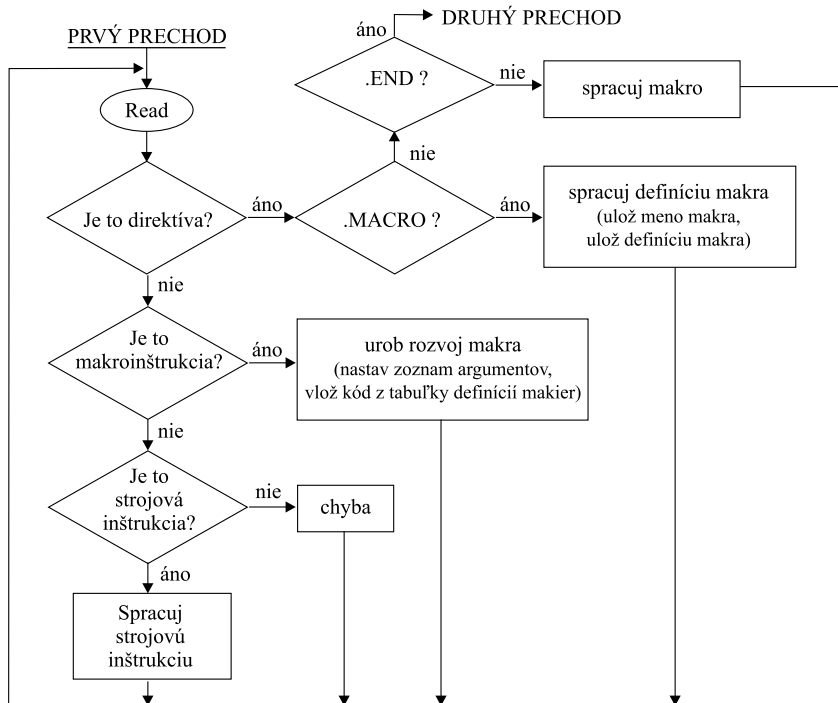 PRVÝ PRECHOD
Read
Je to direktíva?
áno
nie
.MACRO ?
nie
áno
.END ?
áno
DRUHÝ PRECHOD
nie
spracuj makro
spracuj definíciu makra
(ulož meno makra,
ulož definíciu makra)
Je to
makroinštrukcia?
áno
urob rozvoj makra
(nastav zoznam argumentov,
vlož kód z tabuľky definícií makier)
nie
Je to
strojová
inštrukcia?
nie
chyba
áno
Spracuj
strojovú
inštrukciu